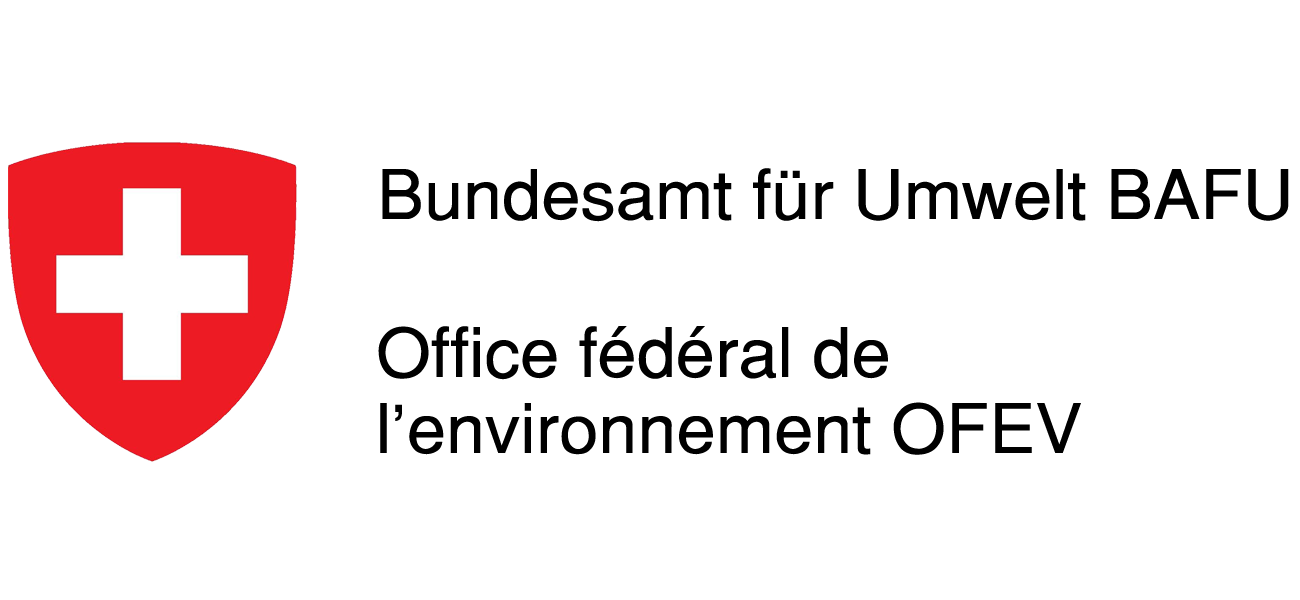 Bundesamt für Umwelt BAFU
Office fédéral de
l’environnement OFEV